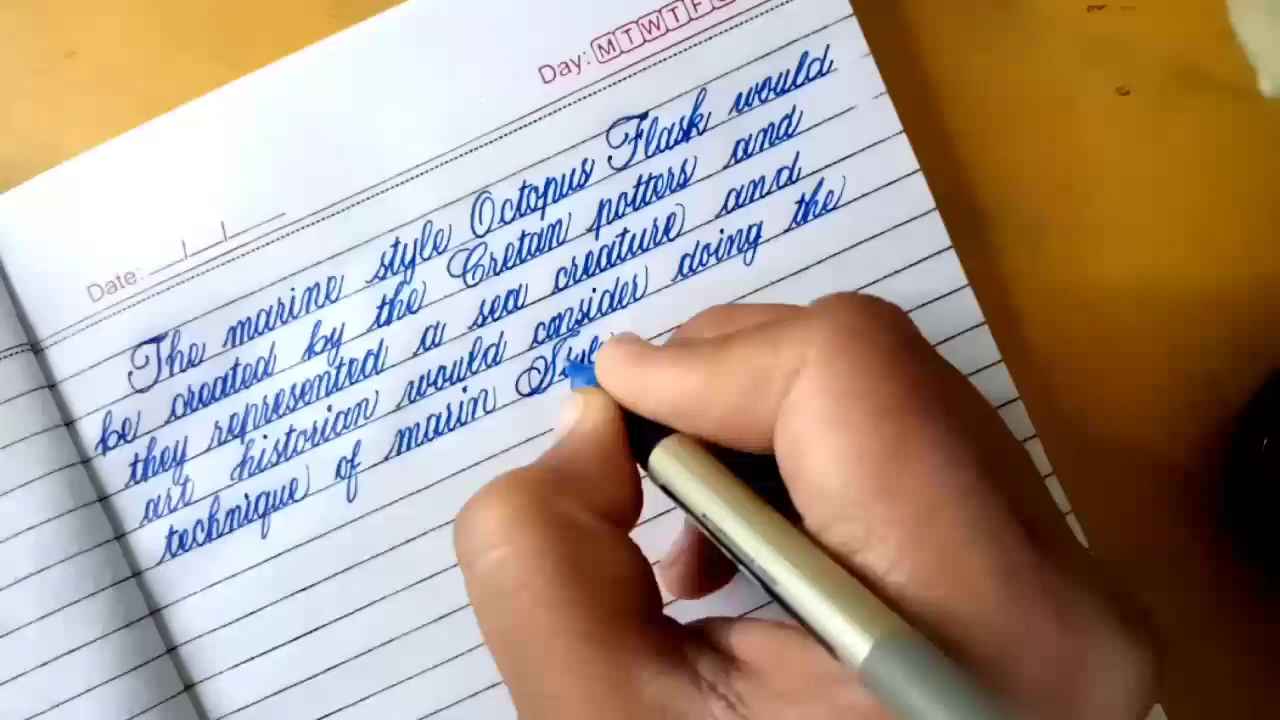 Day: M T W T F
Date:
The marine style Octopus Flask would
be created by the Cretan potters and
they represented a sea creature and
art historian would consider doing the
technique of marin